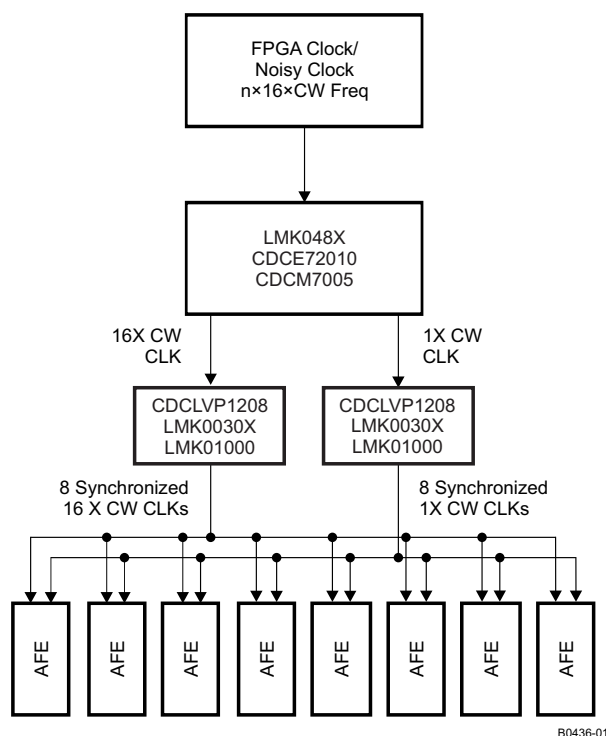 FPGA Clock/
Noisy Clock
n×16×CW Freq
LMK048X
CDCE72010
CDCM7005
16X CW
CLK
1X CW
CLK
CDCLVP1208
LMK0030X
LMK01000
CDCLVP1208
LMK0030X
LMK01000
8 Synchronized
16 X CW CLKs
8 Synchronized
1X CW CLKs
AFE
AFE
AFE
AFE
AFE
AFE
AFE
AFE
B0436-01